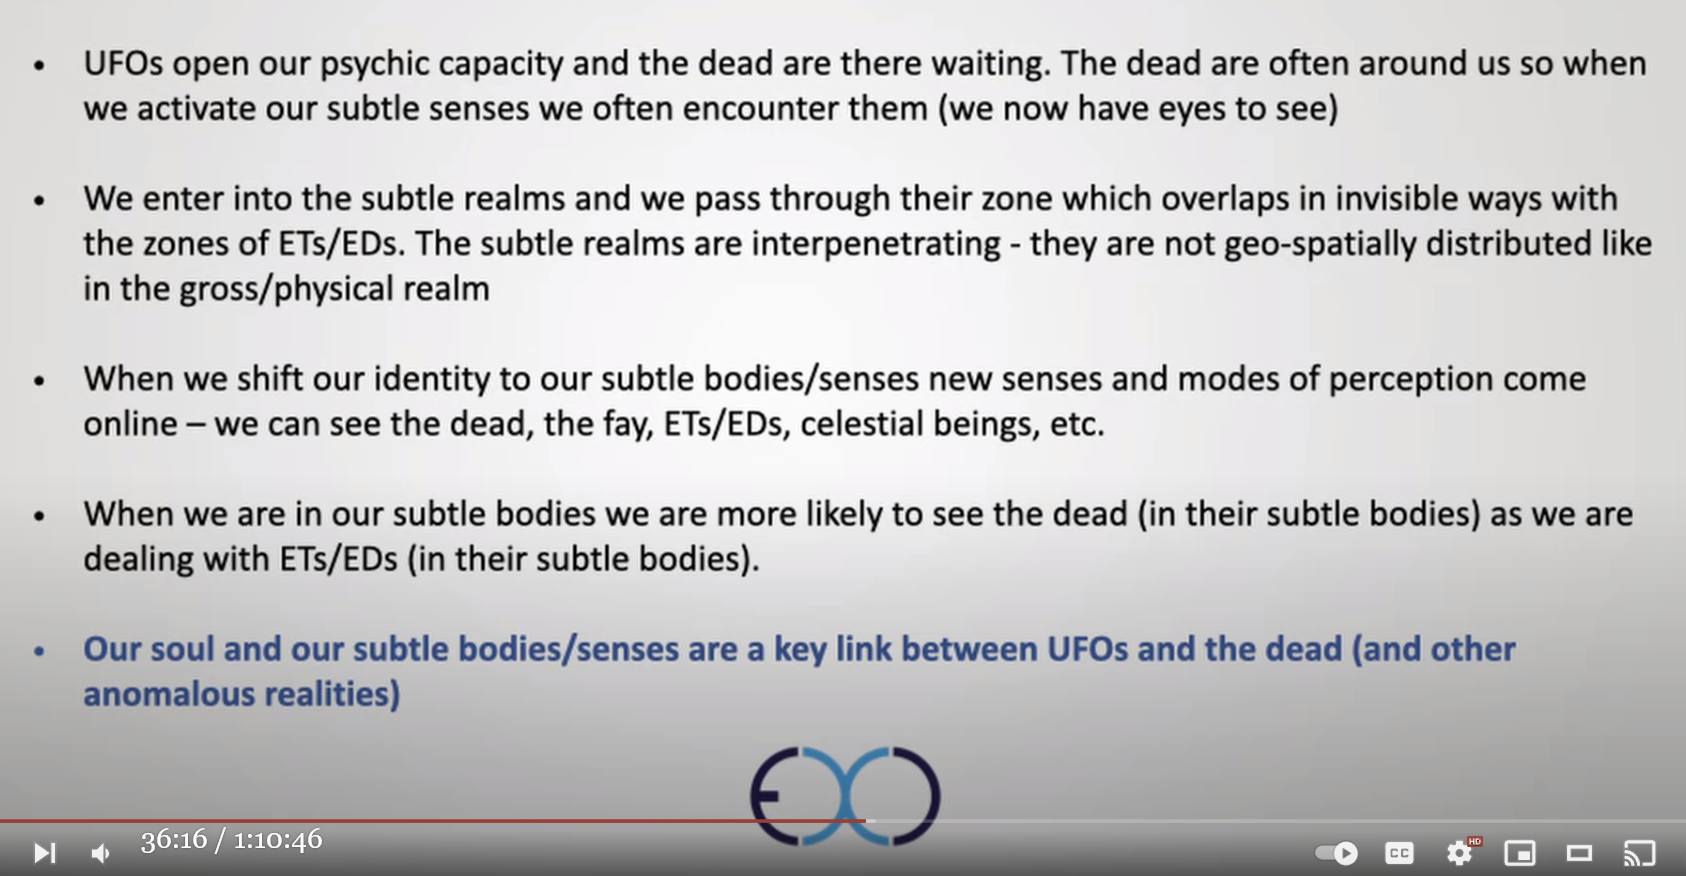 • UFOs open our psychic capacity and the dead are there waiting. The dead are often around us so when
we activate our subtle senses we often encounter them (we now have eyes to see)
• We enter into the subtle realms and we pass through their zone which overlaps in invisible ways with
the zones of ETs/EDs. The subtle realms are interpenetrating - they are not geo-spatially distributed like
in the gross/physical realm
• When we shift our identity to our subtle bodies/senses new senses and modes of perception come
online – we can see the dead, the fay, ETs/EDs, celestial beings, etc.
• When we are in our subtle bodies we are more likely to see the dead (in their subtle bodies) as we are
dealing with ETs/EDs (in their subtle bodies).
• Our soul and our subtle bodies/senses are a key link between UFOs and the dead (and other
anomalous realities)
EXO
36:16 / 1:10:46
CC
HD